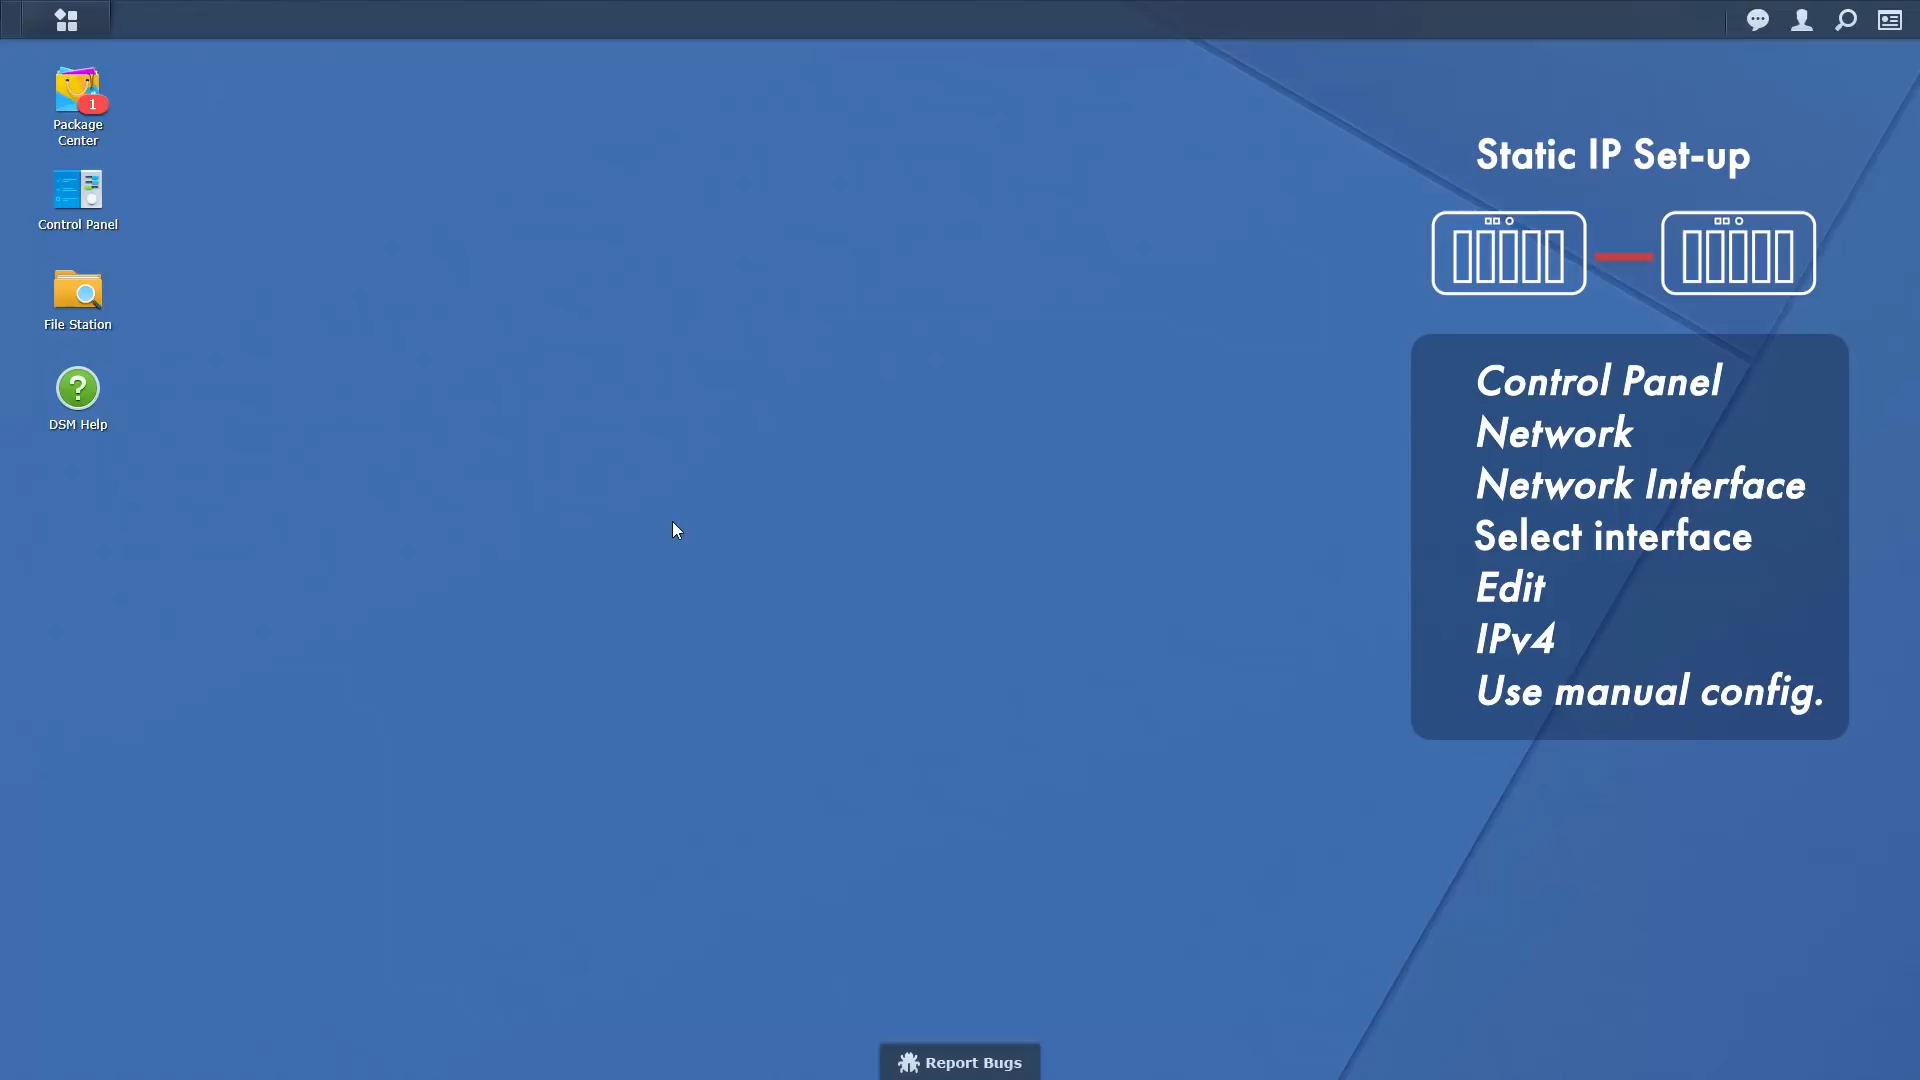 1
Package
Center
Control Panel
File Station
?
DSM Help
Static IP Set-up
Control Panel
Network
Network Interface
Select interface
Edit
IPv4
Use manual config.
Report Bugs